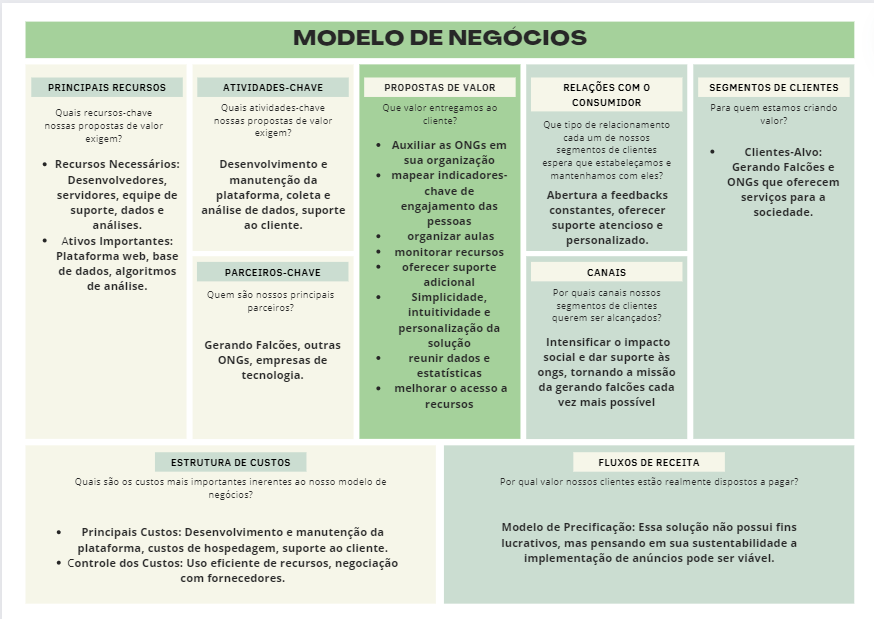 MODELO DE NEGÓCIOS
PRINCIPAIS RECURSOS
Quais recursos-chave
nossas propostas de valor
exigem?
• Recursos Necessários:
Desenvolvedores,
servidores, equipe de
suporte, dados e
análises.
• Ativos Importantes:
Plataforma web, base
de dados, algoritmos
de análise.
ATIVIDADES-CHAVE
Quais atividades-chave
nossas propostas de valor
exigem?
Desenvolvimento e
manutenção da
plataforma, coleta e
análise de dados, suporte
ao cliente.
PARCEIROS-CHAVE
Quem são nossos principais
parceiros?
Gerando Falcões, outras
ONGs, empresas de
tecnologia.
PROPOSTAS DE VALOR
Que valor entregamos ao
cliente?
• Auxiliar as ONGs em
sua organização
• mapear indicadores-
chave de
engajamento das
pessoas
• organizar aulas
• monitorar recursos
• oferecer suporte
adicional
• Simplicidade,
intuitividade e
personalização da
solução
• reunir dados e
estatísticas
• melhorar o acesso a
recursos
RELAÇÕES COM O
CONSUMIDOR
Que tipo de relacionamento
cada um de nossos
segmentos de clientes
espera que estabeleçamos e
mantenhamos com eles?
Abertura a feedbacks
constantes, oferecer
suporte atencioso e
personalizado.
CANAIS
Por quais canais nossos
segmentos de clientes
querem ser alcançados?
Intensificar o impacto
social e dar suporte às
ongs, tornando a missão
da gerando falcões cada
vez mais possível
SEGMENTOS DE CLIENTES
Para quem estamos criando
valor?
• Clientes-Alvo:
Gerando Falcões e
ONGs que oferecem
serviços para a
sociedade.
ESTRUTURA DE CUSTOS
Quais são os custos mais importantes inerentes ao nosso modelo de
negócios?
• Principais Custos: Desenvolvimento e manutenção da
plataforma, custos de hospedagem, suporte ao cliente.
• Controle dos Custos: Uso eficiente de recursos, negociação
com fornecedores.
FLUXOS DE RECEITA
Por qual valor nossos clientes estão realmente dispostos a pagar?
Modelo de Precificação: Essa solução não possui fins
lucrativos, mas pensando em sua sustentabilidade a
implementação de anúncios pode ser viável.